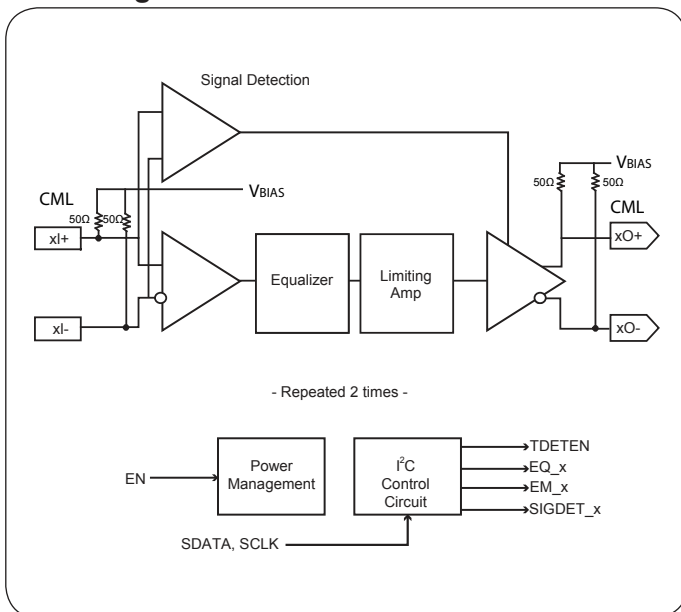 Signal Detection
VBIAS
50Ω
50Ω
CML
xO+
xO-
CML
50Ω
50Ω
VBIAS
xI+
xI-
Equalizer
Limiting
Amp
- Repeated 2 times -
EN
Power
Management
I²C
Control
Circuit
TDETEN
EQ_x
EM_x
SIGDET_x
SDATA, SCLK